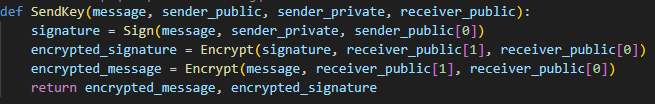 def SendKey(message, sender_public, sender_private, receiver_public):
    signature = Sign(message, sender_private, sender_public[0])
    encrypted_signature = Encrypt(signature, receiver_public[1], receiver_public[0])
    encrypted_message = Encrypt(message, receiver_public[1], receiver_public[0])
    return encrypted_message, encrypted_signature